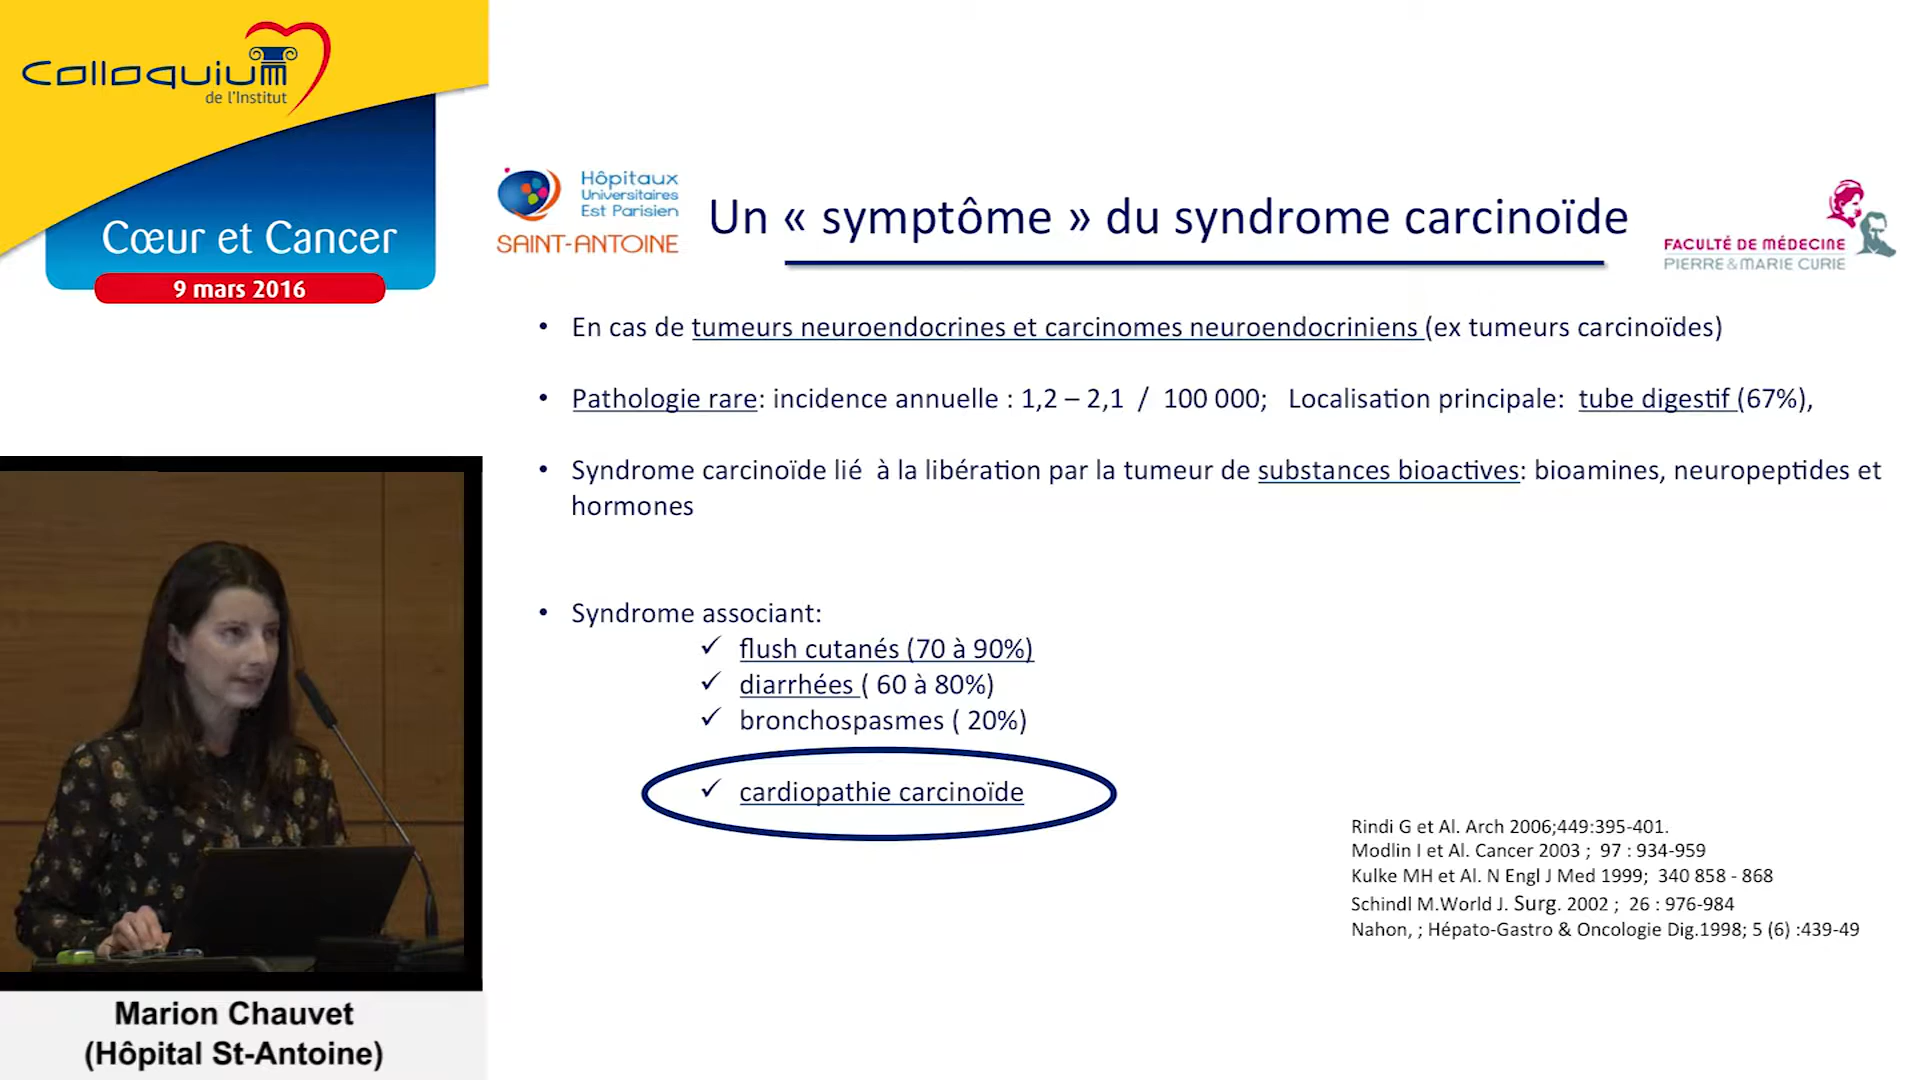 Colloquium
de l'Institut
Cœur et Cancer
9 mars 2016
Hôpitaux
Universitaires
Est Parisien
SAINT-ANTOINE
Un « symptôme » du syndrome carcinoïde
FACULTÉ DE MÉDECINE
PIERRE & MARIE CURIE
• En cas de tumeurs neuroendocrines et carcinomes neuroendocriniens (ex tumeurs carcinoïdes)
• Pathologie rare: incidence annuelle : 1,2 – 2,1 / 100 000; Localisation principale: tube digestif (67%),
• Syndrome carcinoïde lié à la libération par la tumeur de substances bioactives: bioamines, neuropeptides et
hormones
• Syndrome associant:
✓ flush cutanés (70 à 90%)
✓ diarrhées ( 60 à 80%)
✓ bronchospasmes ( 20%)
✓ cardiopathie carcinoïde
Rindi G et Al. Arch 2006;449:395-401.
Modlin I et Al. Cancer 2003 ; 97 : 934-959
Kulke MH et Al. N Engl J Med 1999; 340 858 - 868
Schindl M.World J. Surg. 2002 ; 26 : 976-984
Nahon, ; Hépato-Gastro & Oncologie Dig.1998; 5 (6) :439-49
Marion Chauvet
(Hôpital St-Antoine)